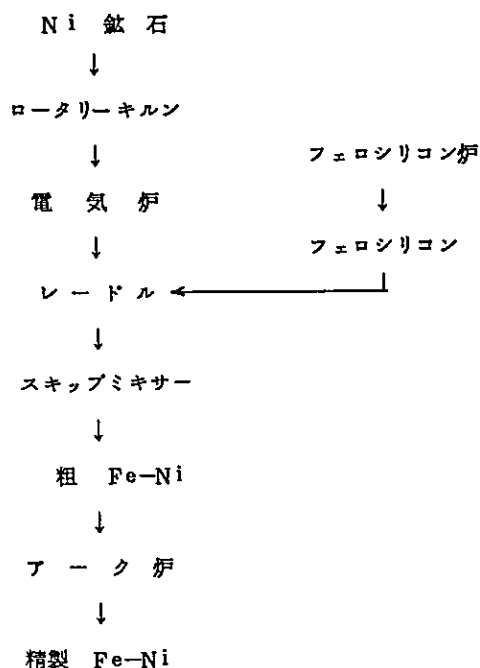 Ni 鉱石
↓
ロータリーキルン
↓
電気炉
↓
レードル
↓
スキップミキサー
↓
粗 Fe-Ni
↓
アーク炉
↓
精製 Fe-Ni
フェロシリコン炉
↓
フェロシリコン